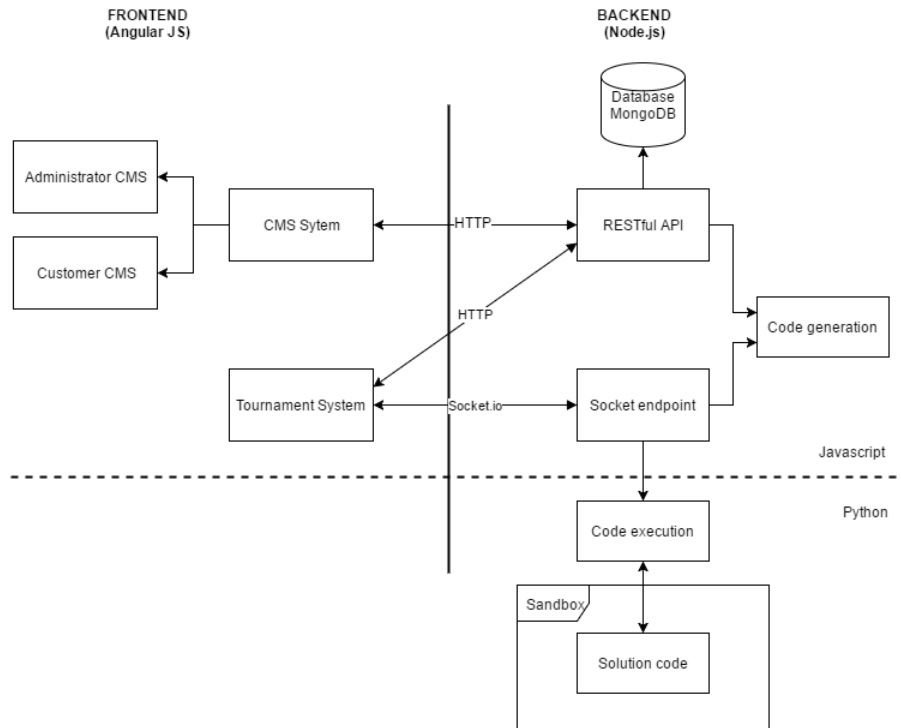 FRONTEND
(Angular JS)
BACKEND
(Node.js)
Database
MongoDB
Administrator CMS
CMS Sytem
HTTP
RESTful API
Customer CMS
HTTP
Code generation
Tournament System
Socket.io
Socket endpoint
Javascript
Python
Code execution
Sandbox
Solution code